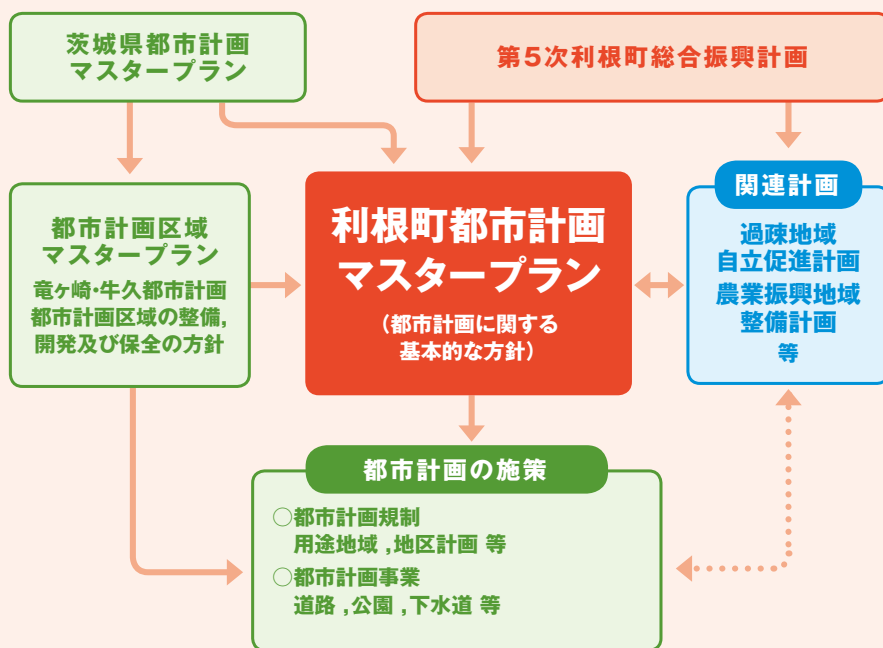 茨城県都市計画
マスタープラン
第5次利根町総合振興計画
都市計画区域
マスタープラン
竜ケ崎・牛久都市計画
都市計画区域の整備,
開発及び保全の方針
利根町都市計画
マスタープラン
（都市計画に関する
基本的な方針）
関連計画
過疎地域
自立促進計画
農業振興地域
整備計画
等
都市計画の施策
○都市計画規制
用途地域 ,地区計画 等
○都市計画事業
道路 ,公園 ,下水道 等